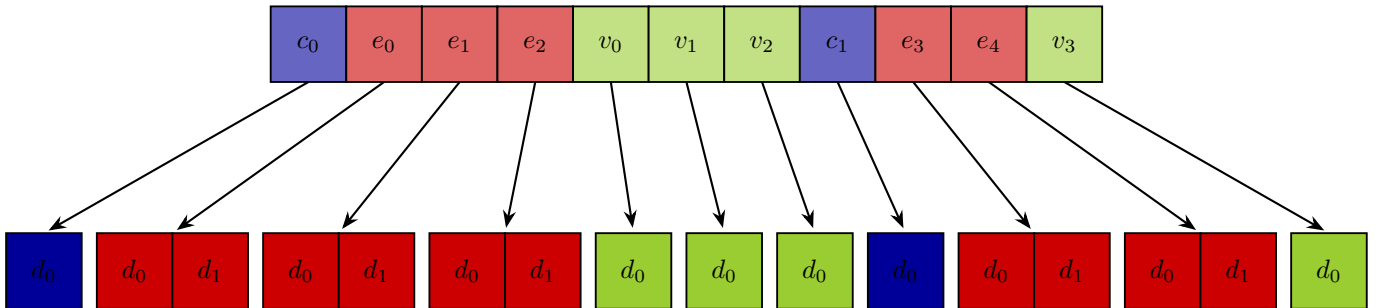 c₀ e₀ e₁ e₂ v₀ v₁ v₂ c₁ e₃ e₄ v₃
d₀ d₀ d₁ d₀ d₁ d₀ d₁ d₀ d₀ d₀ d₀ d₀ d₁ d₀ d₁ d₀